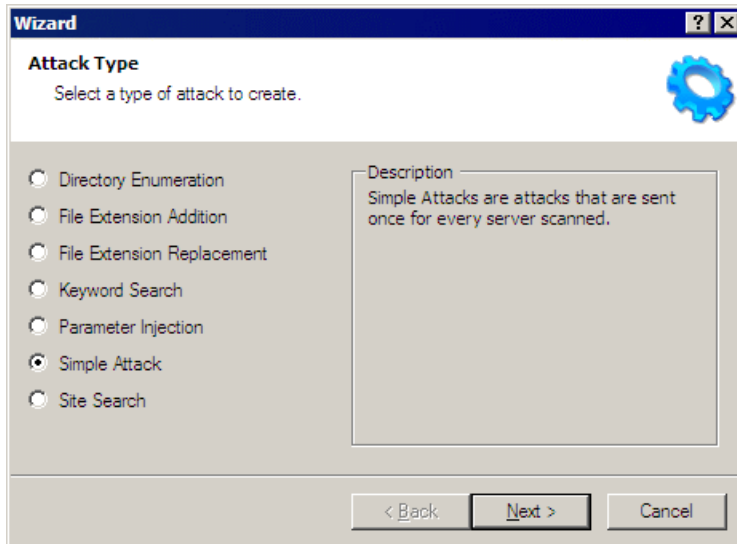 Wizard
Attack Type
Select a type of attack to create.
Directory Enumeration
File Extension Addition
File Extension Replacement
Keyword Search
Parameter Injection
Simple Attack
Site Search
Description
Simple Attacks are attacks that are sent
once for every server scanned.
< Back
Next >
Cancel